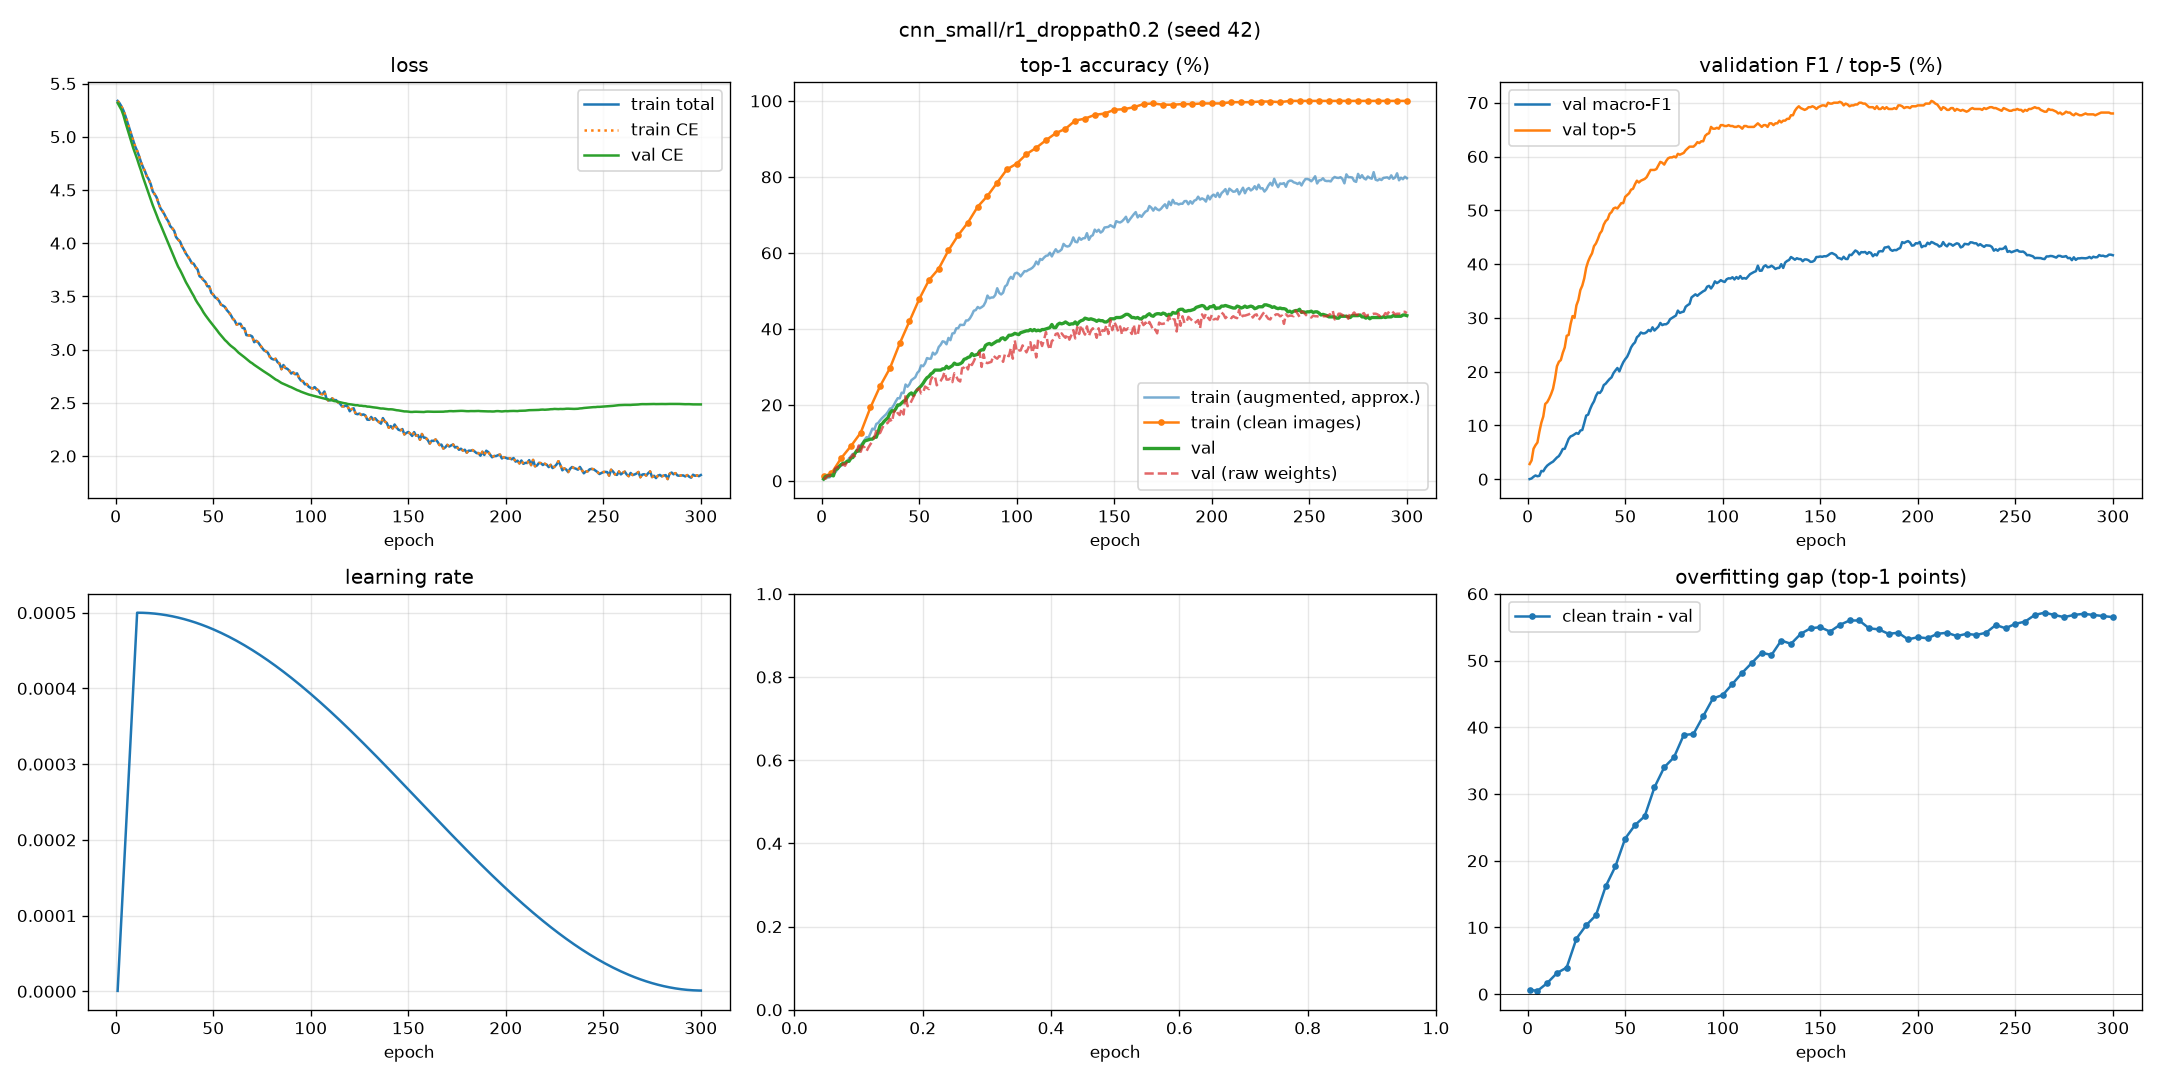 cnn_small/r1_droppath0.2 (seed 42)
loss
5.5
5.0
4.5
4.0
3.5
3.0
2.5
2.0
train total
train CE
val CE
0 50 100 150 200 250 300
epoch
top-1 accuracy (%)
100
80
60
40
20
0
train (augmented, approx.)
train (clean images)
val
val (raw weights)
0 50 100 150 200 250 300
epoch
validation F1 / top-5 (%)
70
60
50
40
30
20
10
0
val macro-F1
val top-5
0 50 100 150 200 250 300
epoch
learning rate
0.0005
0.0004
0.0003
0.0002
0.0001
0.0000
0 50 100 150 200 250 300
epoch
1.0
0.8
0.6
0.4
0.2
0.0
0.0 0.2 0.4 0.6 0.8 1.0
epoch
overfitting gap (top-1 points)
60
50
40
30
20
10
0
clean train - val
0 50 100 150 200 250 300
epoch